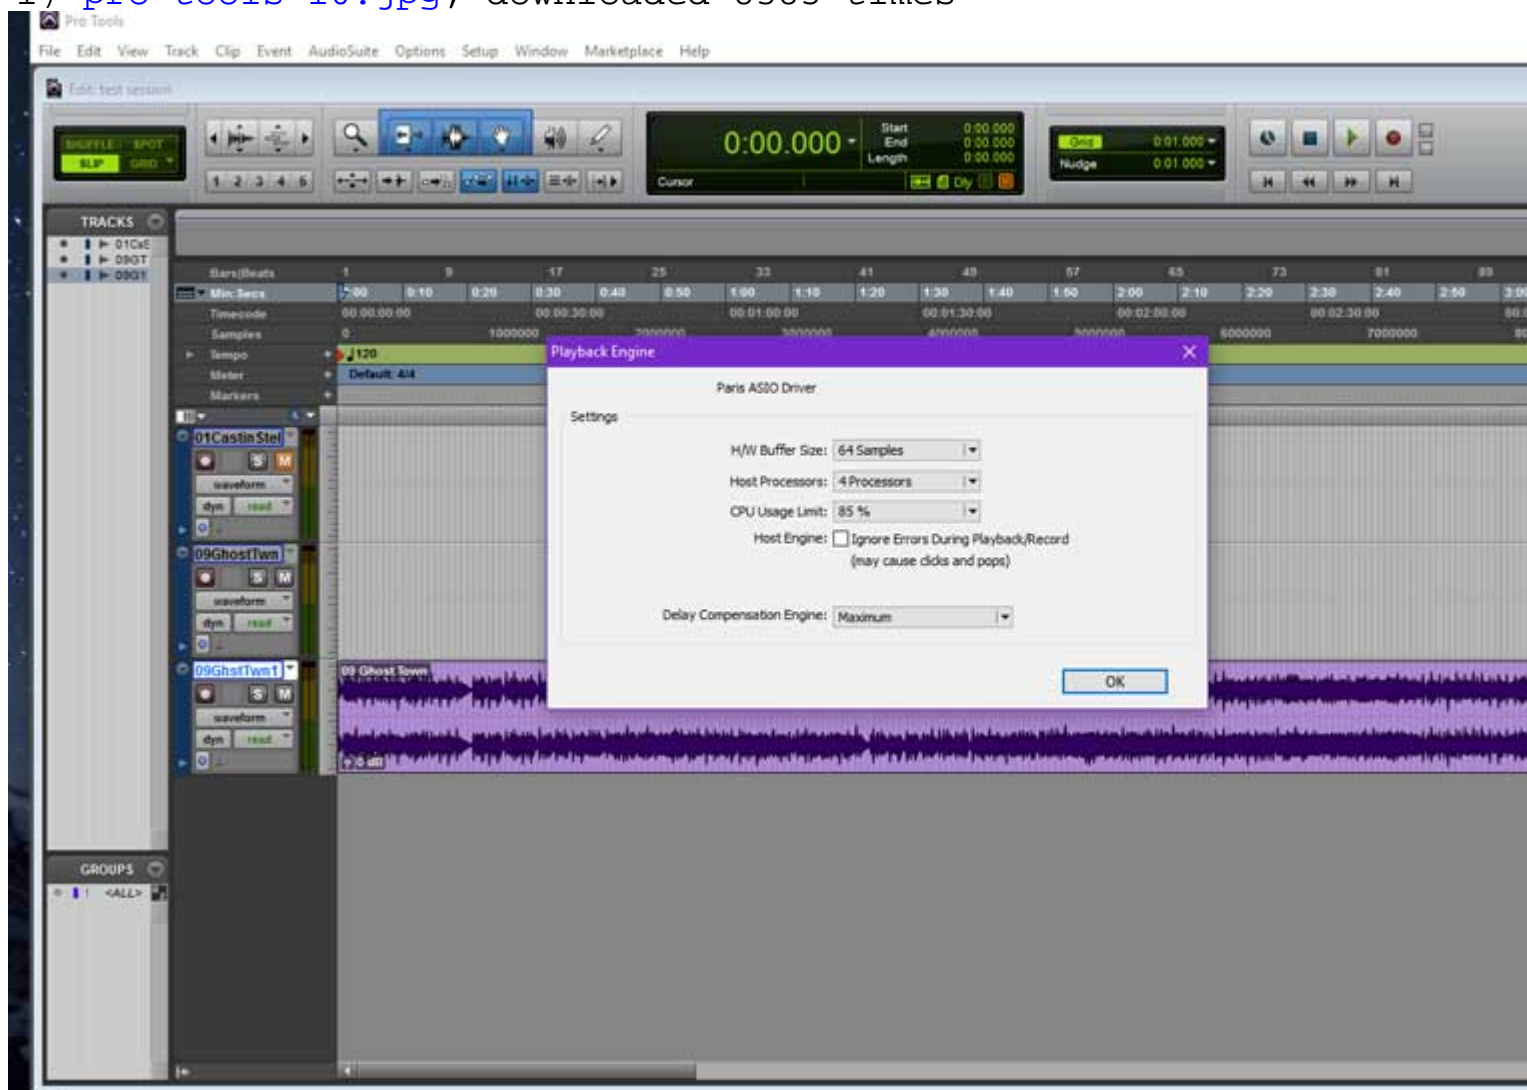 Pro Tools
File Edit View Track Clip Event AudioSuite Options Setup Window Marketplace Help
Edit: test session
SHUFFLE SPOT
SLIP GRID
1 2 3 4 5
0:00.000
Start 0:00.000
End 0:00.000
Length 0:00.000
Cursor
Dly
Grid 0:01.000
Nudge 0:01.000
TRACKS
01CsS
09GT
09GT
Bars|Beats 1 9 17 25 33 41 49 57 65 73 81 89
Min:Secs 0:00 0:10 0:20 0:30 0:40 0:50 1:00 1:10 1:20 1:30 1:40 1:50 2:00 2:10 2:20 2:30 2:40 2:50 3:00
Timecode 00:00:00:00 00:00:30:00 00:01:00:00 00:01:30:00 00:02:00:00 00:02:30:00
Samples 0 1000000 2000000 3000000 4000000 5000000 6000000 7000000
Tempo 120
Meter Default: 4/4
Markers
01CastinStel
S M
waveform
dyn read
09GhostTwn
S M
waveform
dyn read
09GhstTwn1
S M
waveform
dyn read
09 Ghost Town
0 dB
Playback Engine
Paris ASIO Driver
Settings
H/W Buffer Size: 64 Samples
Host Processors: 4 Processors
CPU Usage Limit: 85 %
Host Engine: Ignore Errors During Playback/Record
(may cause clicks and pops)
Delay Compensation Engine: Maximum
OK
GROUPS
! <ALL>